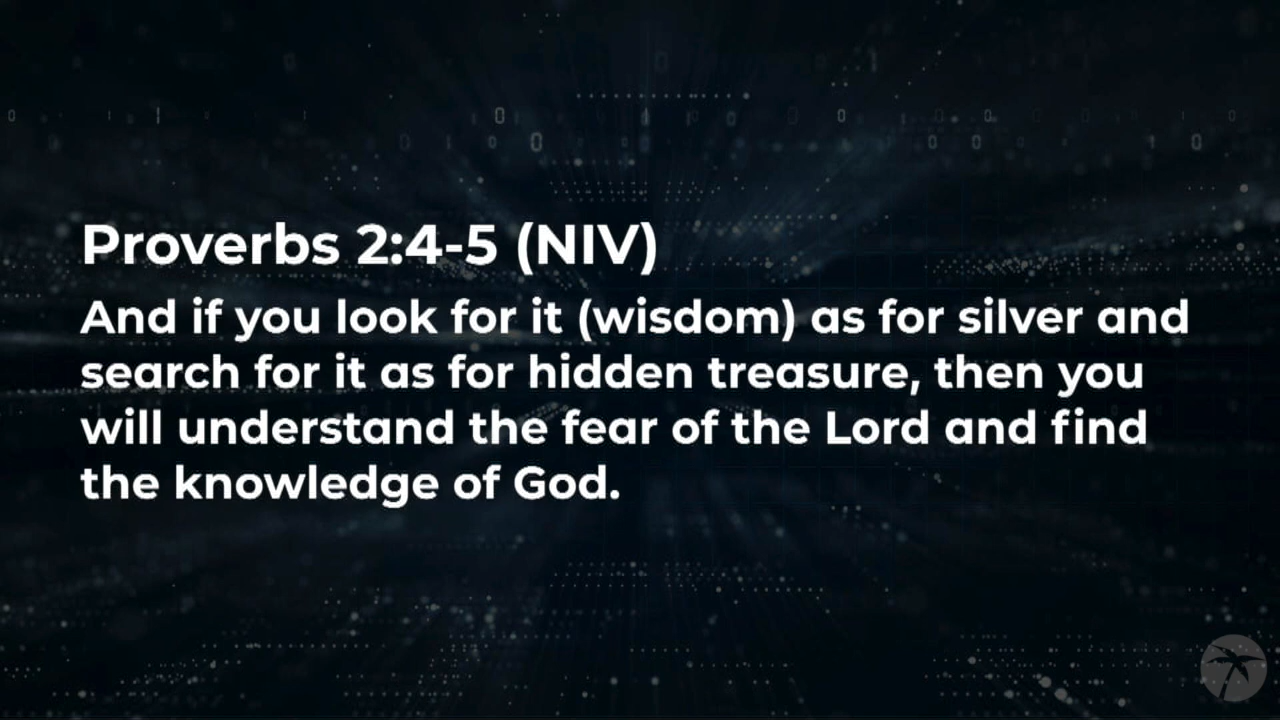 Proverbs 2:4-5 (NIV)
And if you look for it (wisdom) as for silver and
search for it as for hidden treasure, then you
will understand the fear of the Lord and find
the knowledge of God.